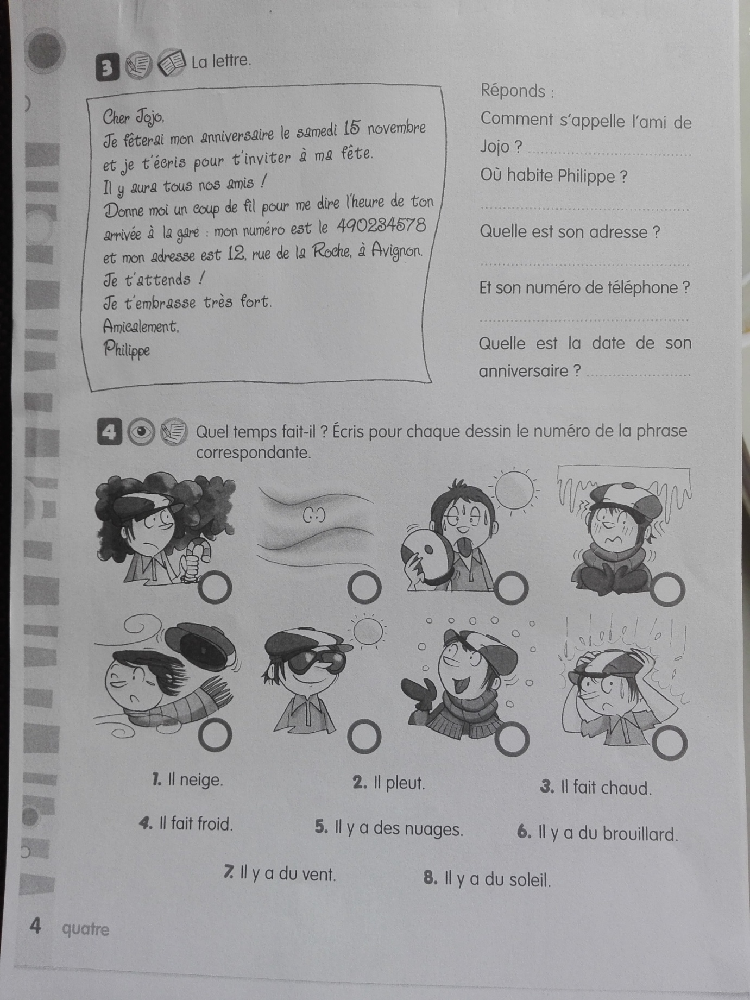 3 La lettre.
Cher Jojo,
Je fêterai mon anniversaire le samedi 15 novembre
et je t'écris pour t'inviter à ma fête.
Il y aura tous nos amis !
Donne moi un coup de fil pour me dire l'heure de ton
arrivée à la gare : mon numéro est le 490234578
et mon adresse est 12, rue de la Roche, à Avignon.
Je t'attends !
Je t'embrasse très fort.
Amicalement,
Philippe
Réponds :
Comment s'appelle l'ami de
Jojo ?
Où habite Philippe ?
Quelle est son adresse ?
Et son numéro de téléphone ?
Quelle est la date de son
anniversaire ?
4 Quel temps fait-il ? Écris pour chaque dessin le numéro de la phrase
correspondante.
1. Il neige. 2. Il pleut. 3. Il fait chaud.
4. Il fait froid. 5. Il y a des nuages. 6. Il y a du brouillard.
7. Il y a du vent. 8. Il y a du soleil.
4 quatre